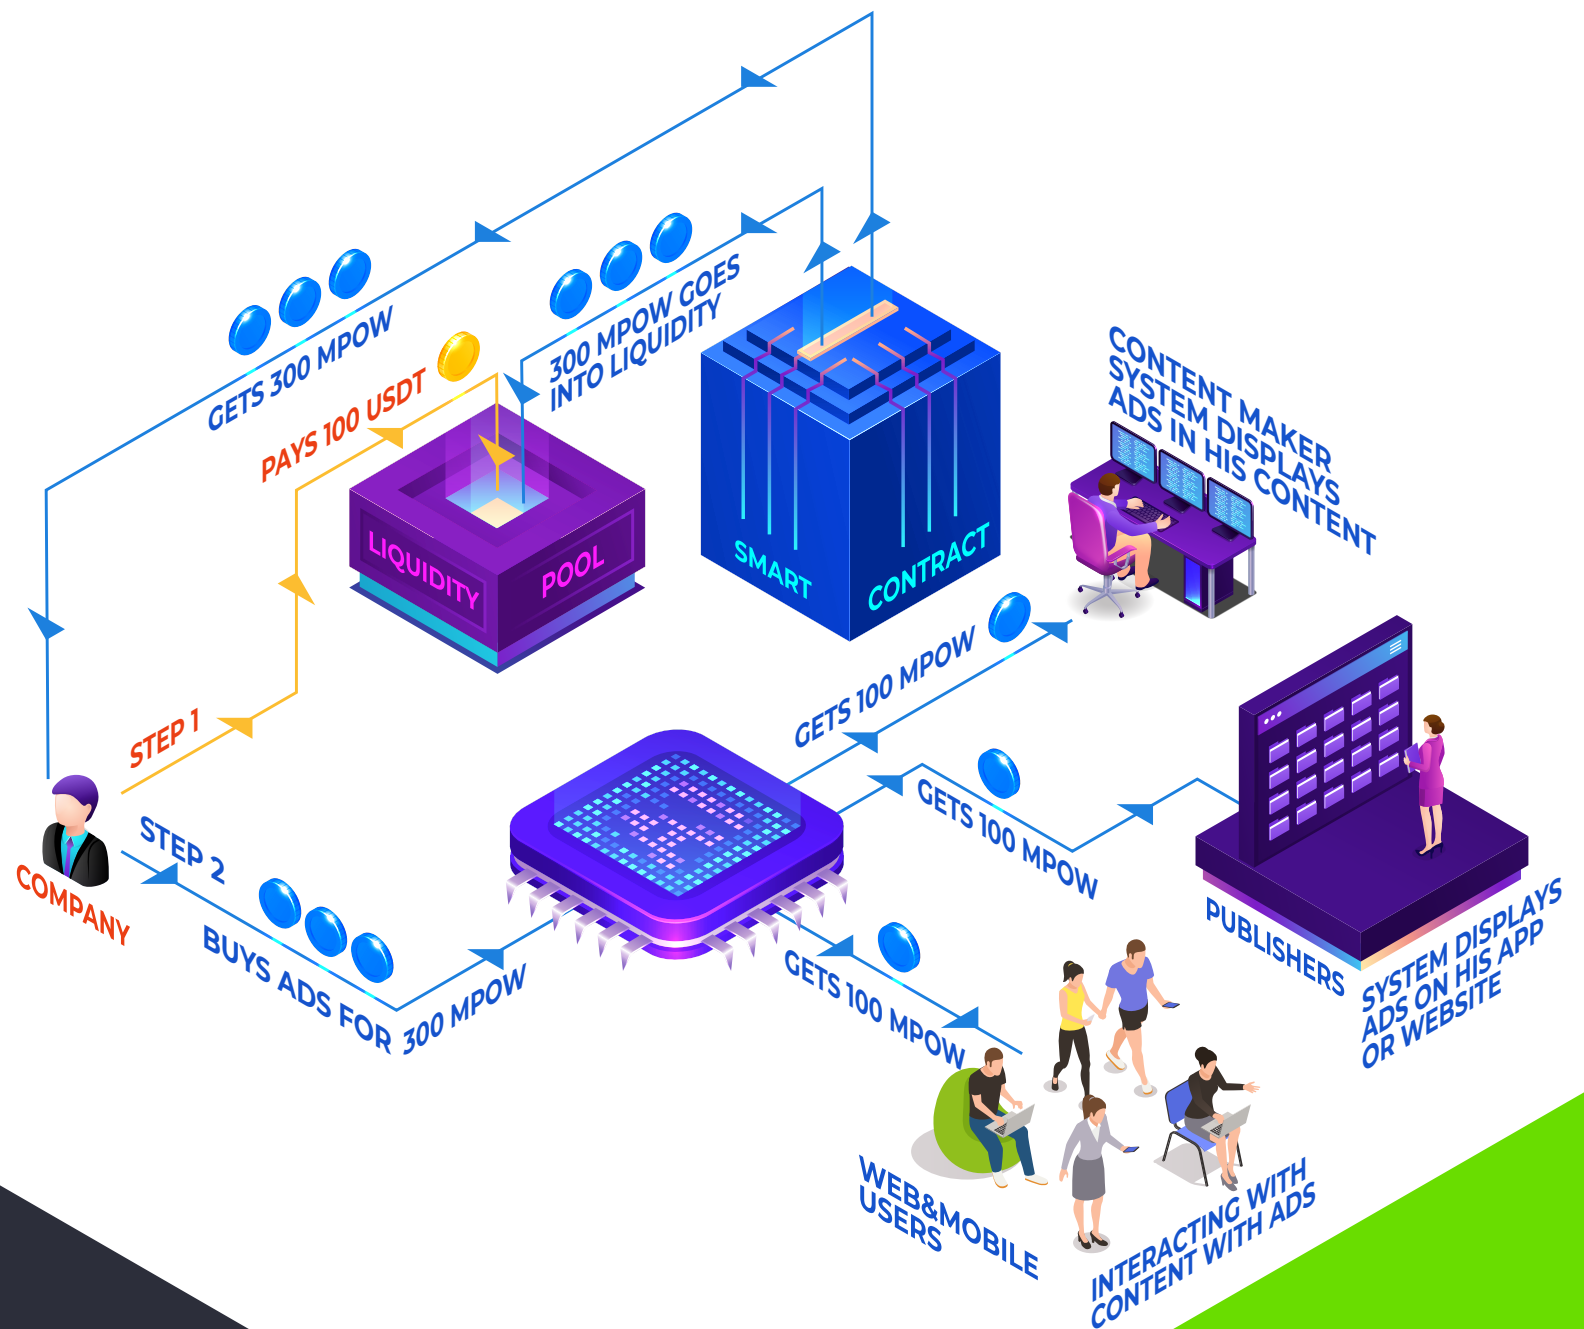 GETS 300 MPOW
300 MPOW GOES
INTO LIQUIDITY
PAYS 100 USDT
LIQUIDITY
POOL
SMART
CONTRACT
CONTENT MAKER
SYSTEM DISPLAYS
ADS IN HIS CONTENT
STEP 1
GETS 100 MPOW
COMPANY
STEP 2
BUYS ADS FOR
300 MPOW
GETS 100 MPOW
PUBLISHERS
SYSTEM DISPLAYS
ADS ON HIS APP
OR WEBSITE
GETS 100 MPOW
WEB&MOBILE
USERS
INTERACTING WITH
CONTENT WITH ADS